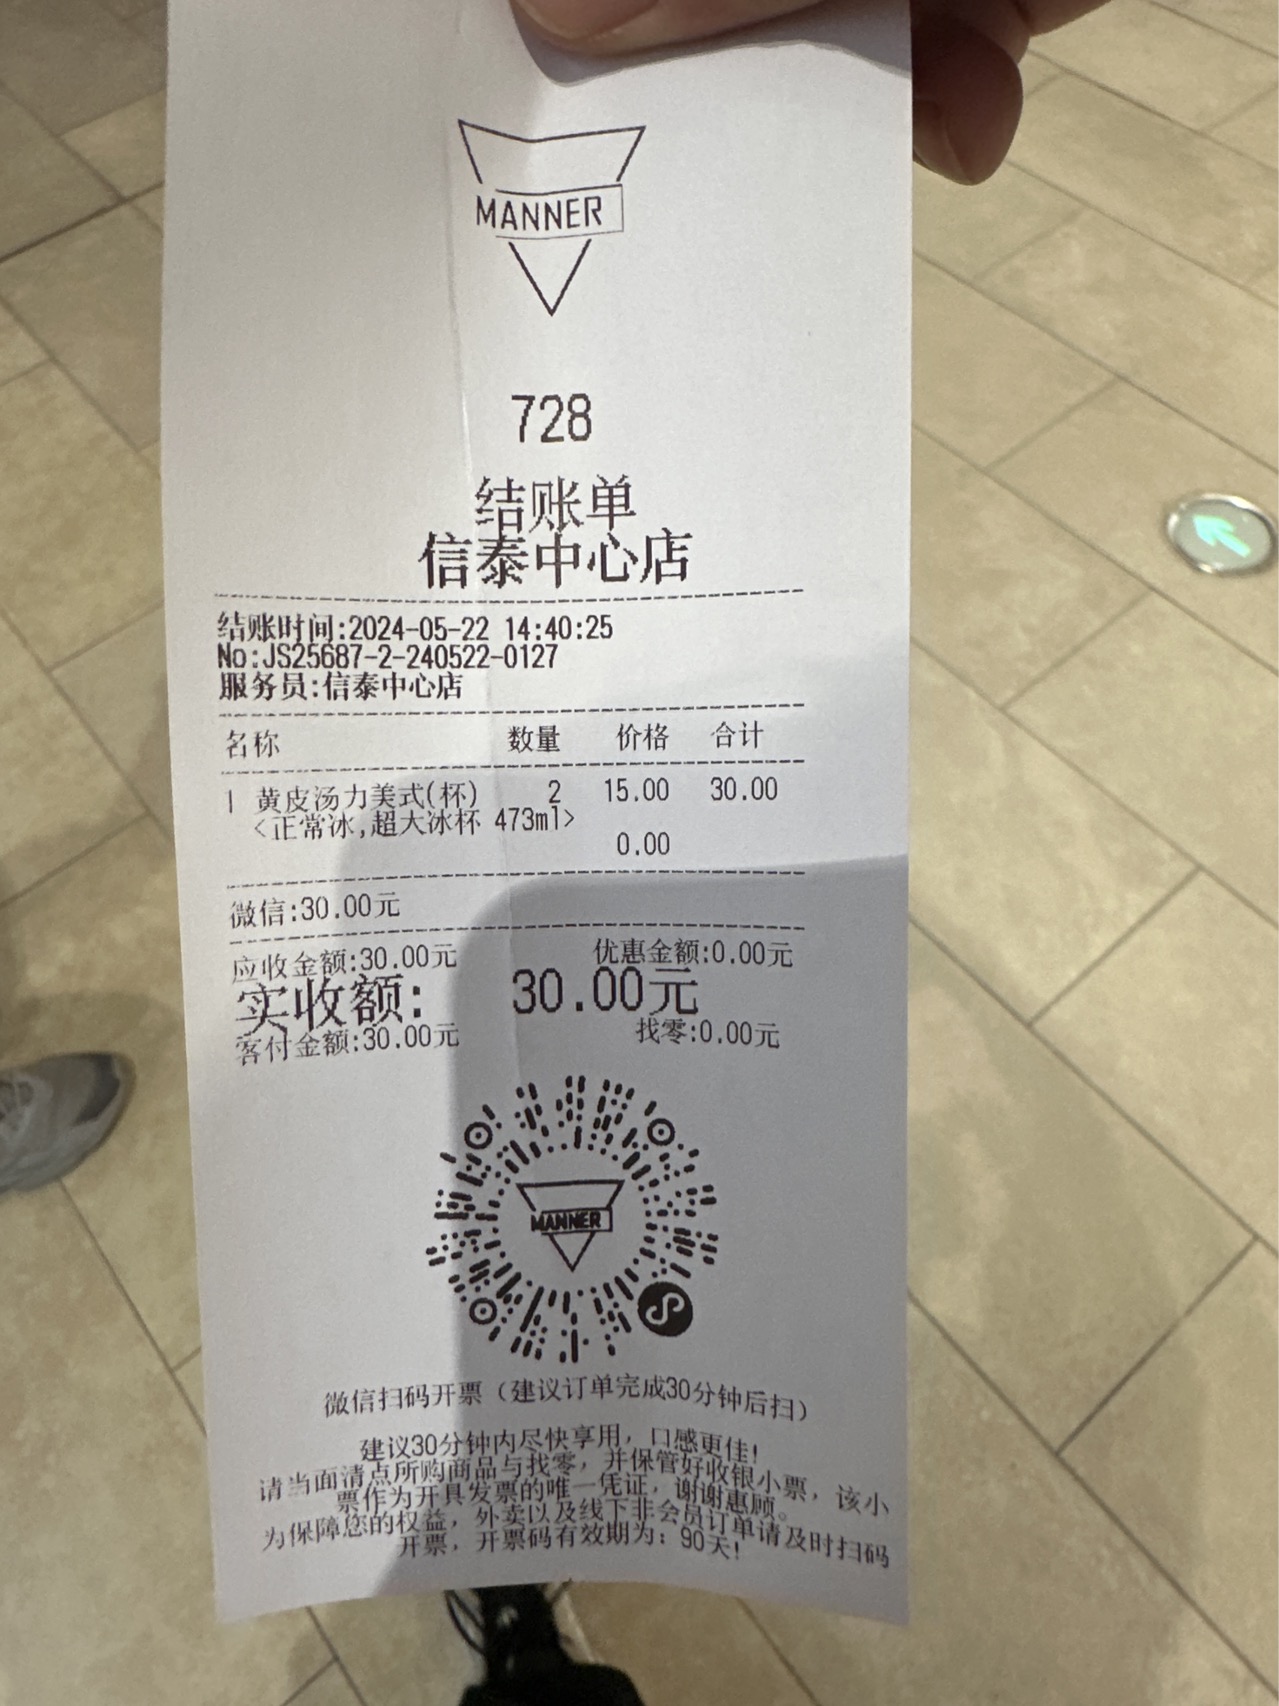 MANNER
728
结账单
信泰中心店
结账时间:2024-05-22 14:40:25
No:JS25687-2-240522-0127
服务员:信泰中心店
名称 数量 价格 合计
1 黄皮汤力美式(杯) 2 15.00 30.00
<正常冰,超大冰杯 473ml>
0.00
微信:30.00元
应收金额:30.00元 优惠金额:0.00元
实收额: 30.00元
客付金额:30.00元 找零:0.00元
MANNER
微信扫码开票（建议订单完成30分钟后扫）
建议30分钟内尽快享用，口感更佳!
请当面清点所购商品与找零，并保管好收银小票，该小
票作为开具发票的唯一凭证，谢谢惠顾。
为保障您的权益，外卖以及线下非会员订单请及时扫码
开票，开票码有效期为：90天!